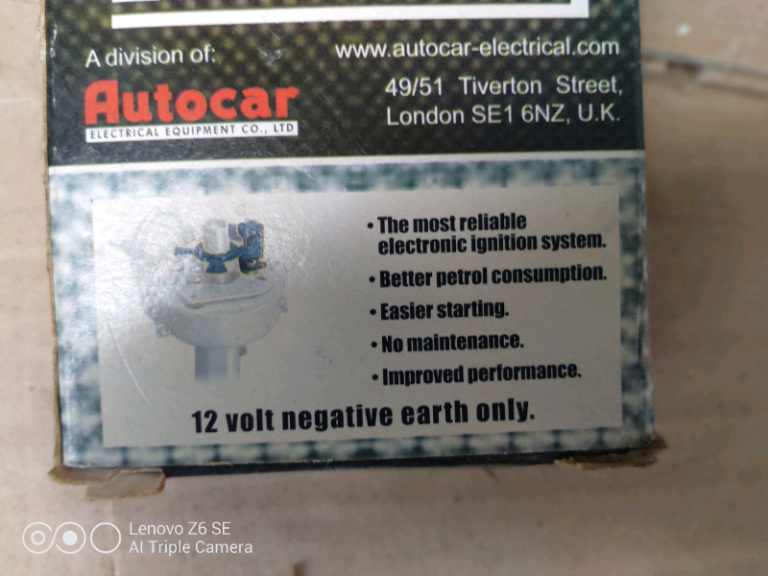 A division of:
Autocar
ELECTRICAL EQUIPMENT CO., LTD
www.autocar-electrical.com
49/51 Tiverton Street,
London SE1 6NZ, U.K.
• The most reliable
electronic ignition system.
• Better petrol consumption.
• Easier starting.
• No maintenance.
• Improved performance.
12 volt negative earth only.
Lenovo Z6 SE
AI Triple Camera